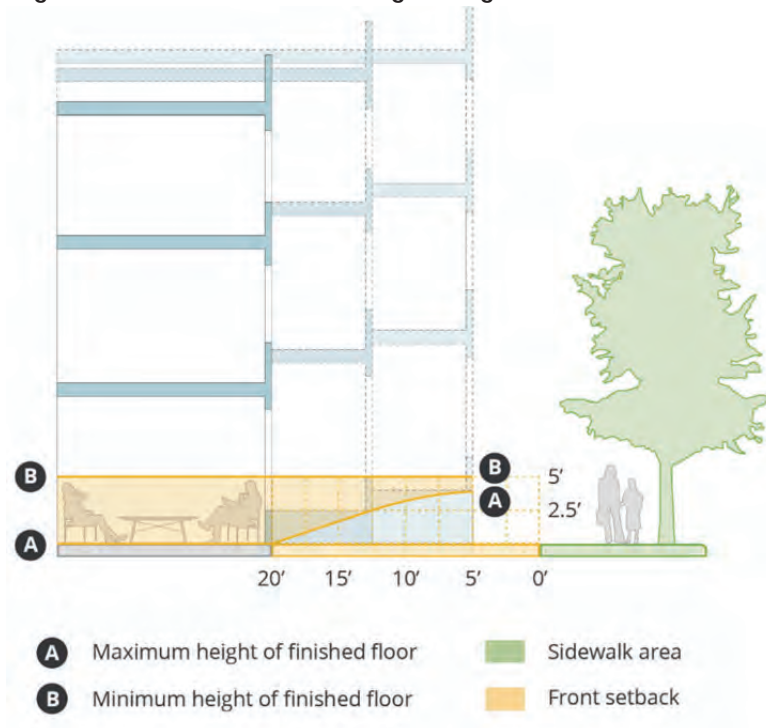 B
B
5'
A
2.5'
A
20'
15'
10'
5'
0'
A Maximum height of finished floor
Sidewalk area
B Minimum height of finished floor
Front setback